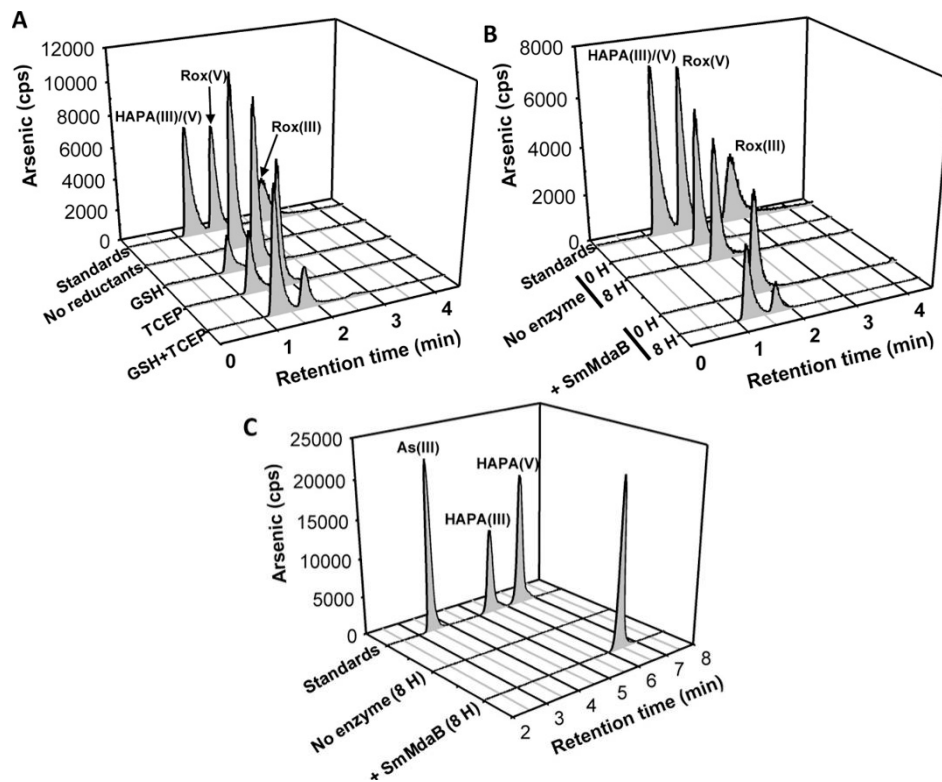 A
12000
10000
8000
6000
4000
2000
0
Arsenic (cps)
HAPA(III)/(V)
Rox(V)
Rox(III)
Standards
No reductants
GSH
TCEP
GSH+TCEP
0 1 2 3 4
Retention time (min)
B
8000
6000
4000
2000
0
Arsenic (cps)
HAPA(III)/(V)
Rox(V)
Rox(III)
Standards
No enzyme
0 H
8 H
+ SmMdaB
0 H
8 H
0 1 2 3 4
Retention time (min)
C
25000
20000
15000
10000
5000
0
Arsenic (cps)
As(III)
HAPA(III)
HAPA(V)
Standards
No enzyme (8 H)
+ SmMdaB (8 H)
2 3 4 5 6 7 8
Retention time (min)